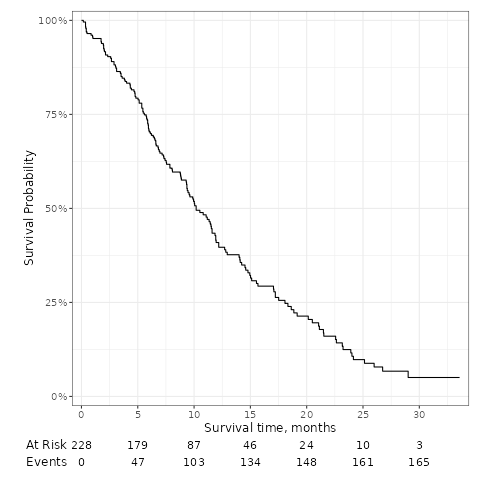 100%
75%
50%
25%
0%
Survival Probability
0 5 10 15 20 25 30
Survival time, months
At Risk 228 179 87 46 24 10 3
Events 0 47 103 134 148 161 165